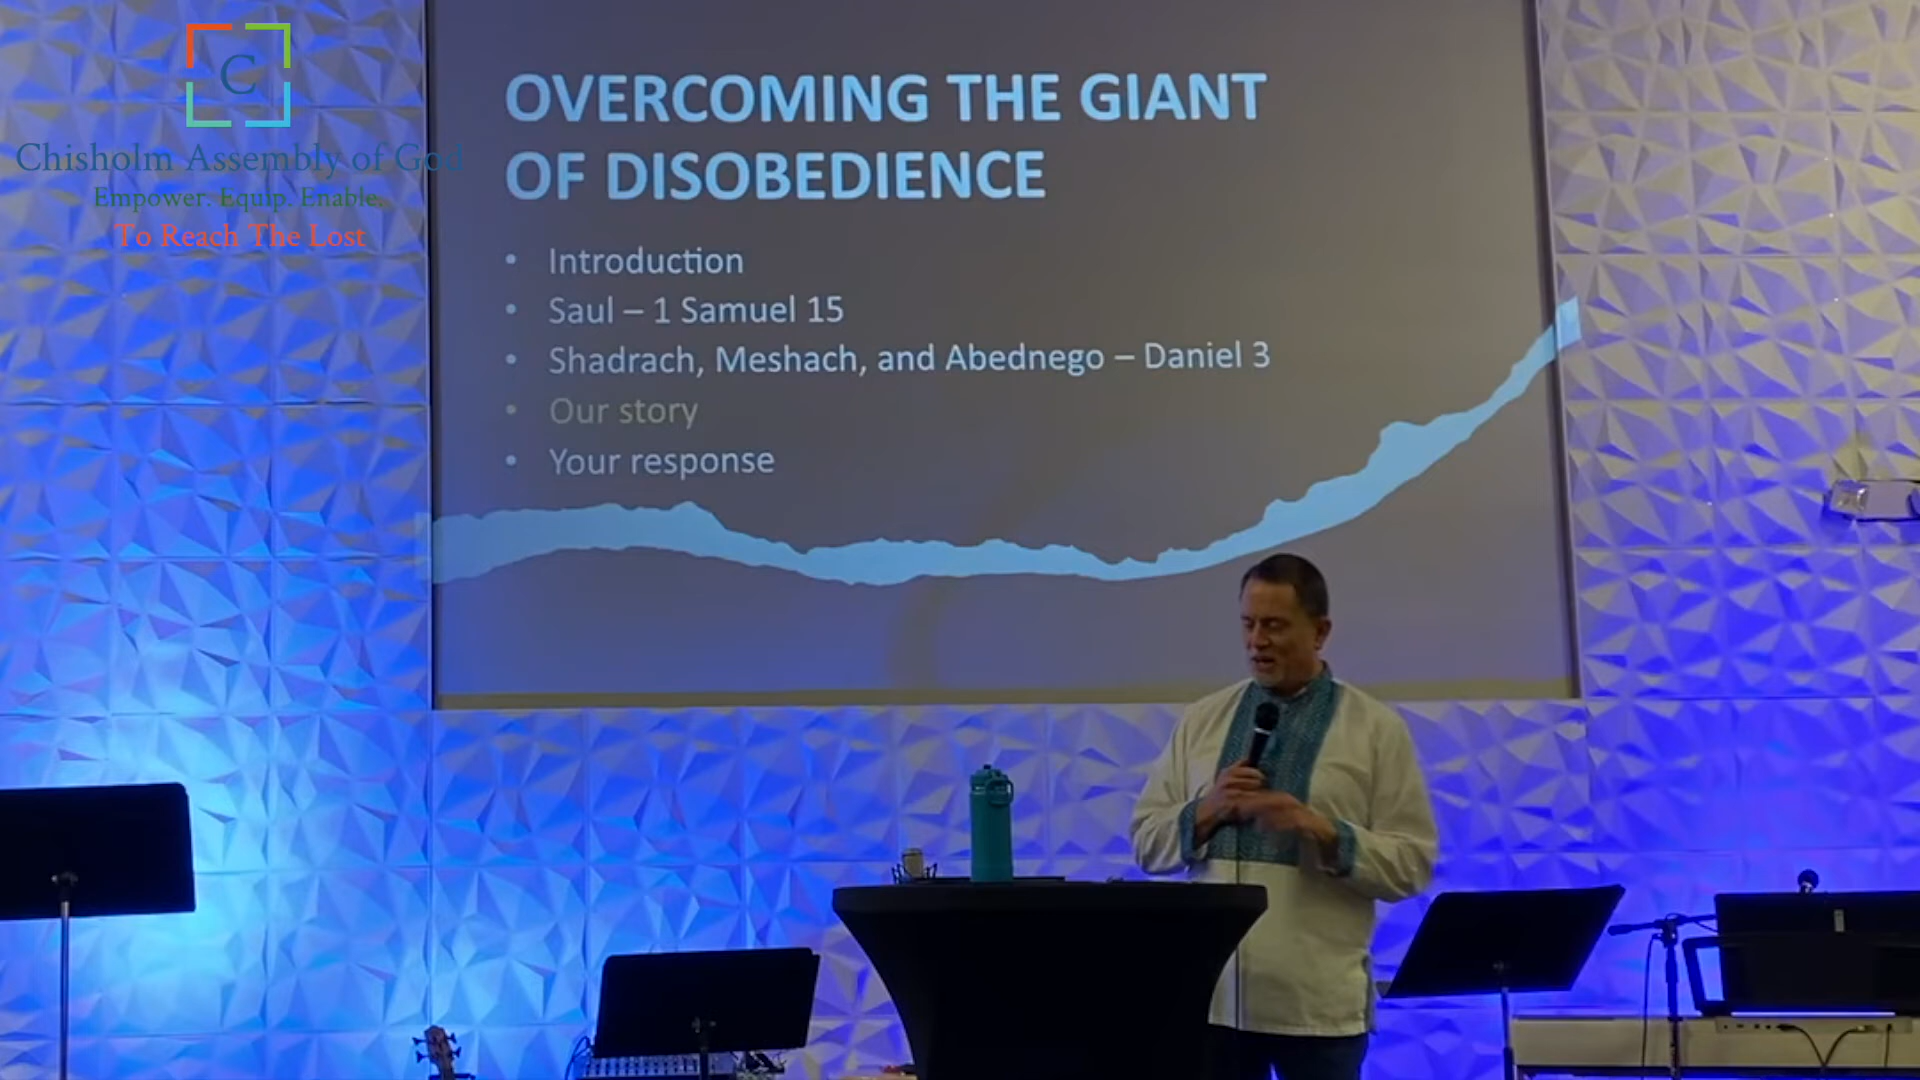 C
Chisholm Assembly of God
Empower. Equip. Enable.
To Reach The Lost
OVERCOMING THE GIANT
OF DISOBEDIENCE
• Introduction
• Saul – 1 Samuel 15
• Shadrach, Meshach, and Abednego – Daniel 3
• Our story
• Your response